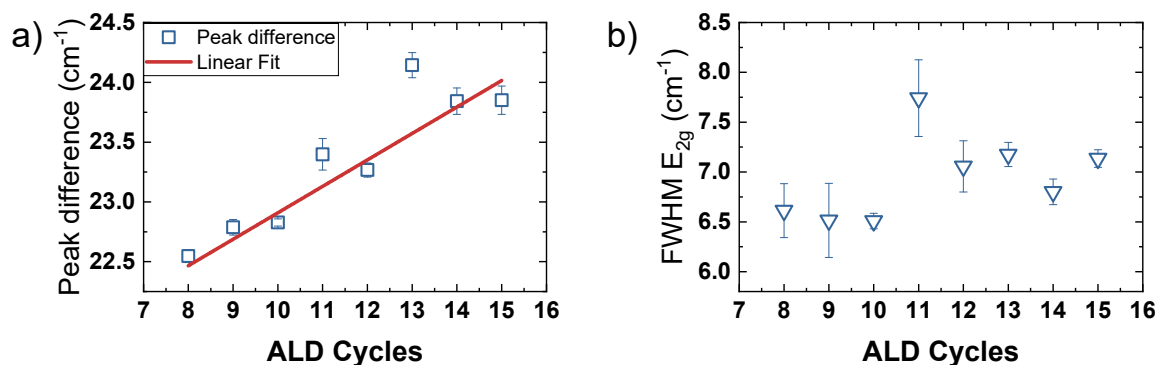 a)
Peak difference
Linear Fit
Peak difference (cm⁻¹)
24.5
24.0
23.5
23.0
22.5
7 8 9 10 11 12 13 14 15 16
ALD Cycles
b)
FWHM E₂g (cm⁻¹)
8.5
8.0
7.5
7.0
6.5
6.0
7 8 9 10 11 12 13 14 15 16
ALD Cycles